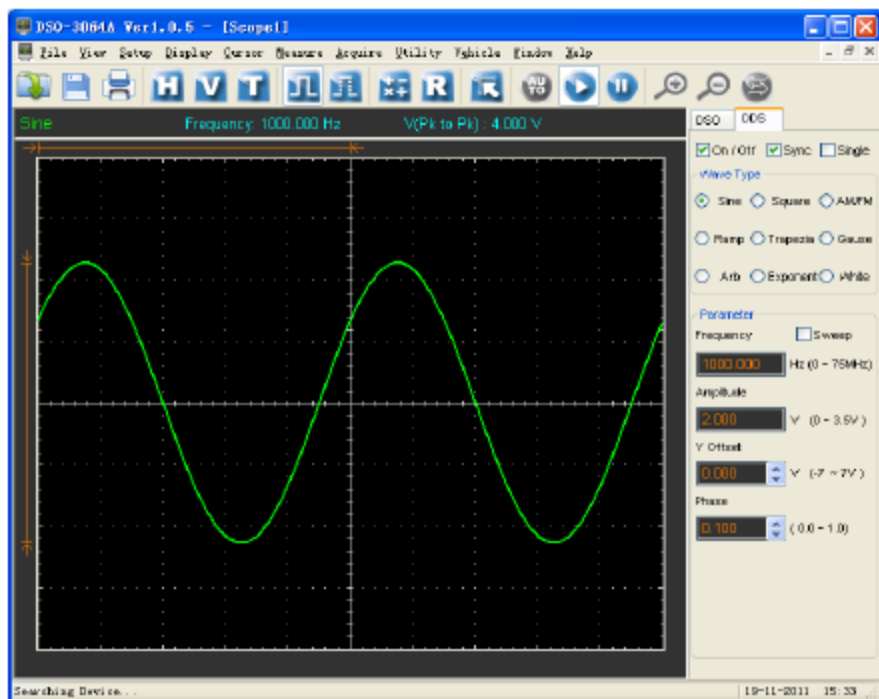 DSO-3064A Ver1.0.5 - [Scope1]
File View Setup Display Cursor Measure Acquire Utility Vehicle Window Help
H V T R AUTO
Sine Frequency: 1000.000 Hz V(Pk to Pk) : 4.000 V
DSO DDS
On / Off Sync Single
Wave Type
Sine Square AM/FM
Ramp Trapezia Gause
Arb Exponent White
Parameter
Frequency Sweep
1000.000 Hz (0 ~ 75MHz)
Amplitude
2.000 V (0 ~ 3.5V )
Y Offset
0.000 V (-7 ~ 7V )
Phase
0.100 ( 0.0 ~ 1.0)
Searching Device... 19-11-2011 15:33